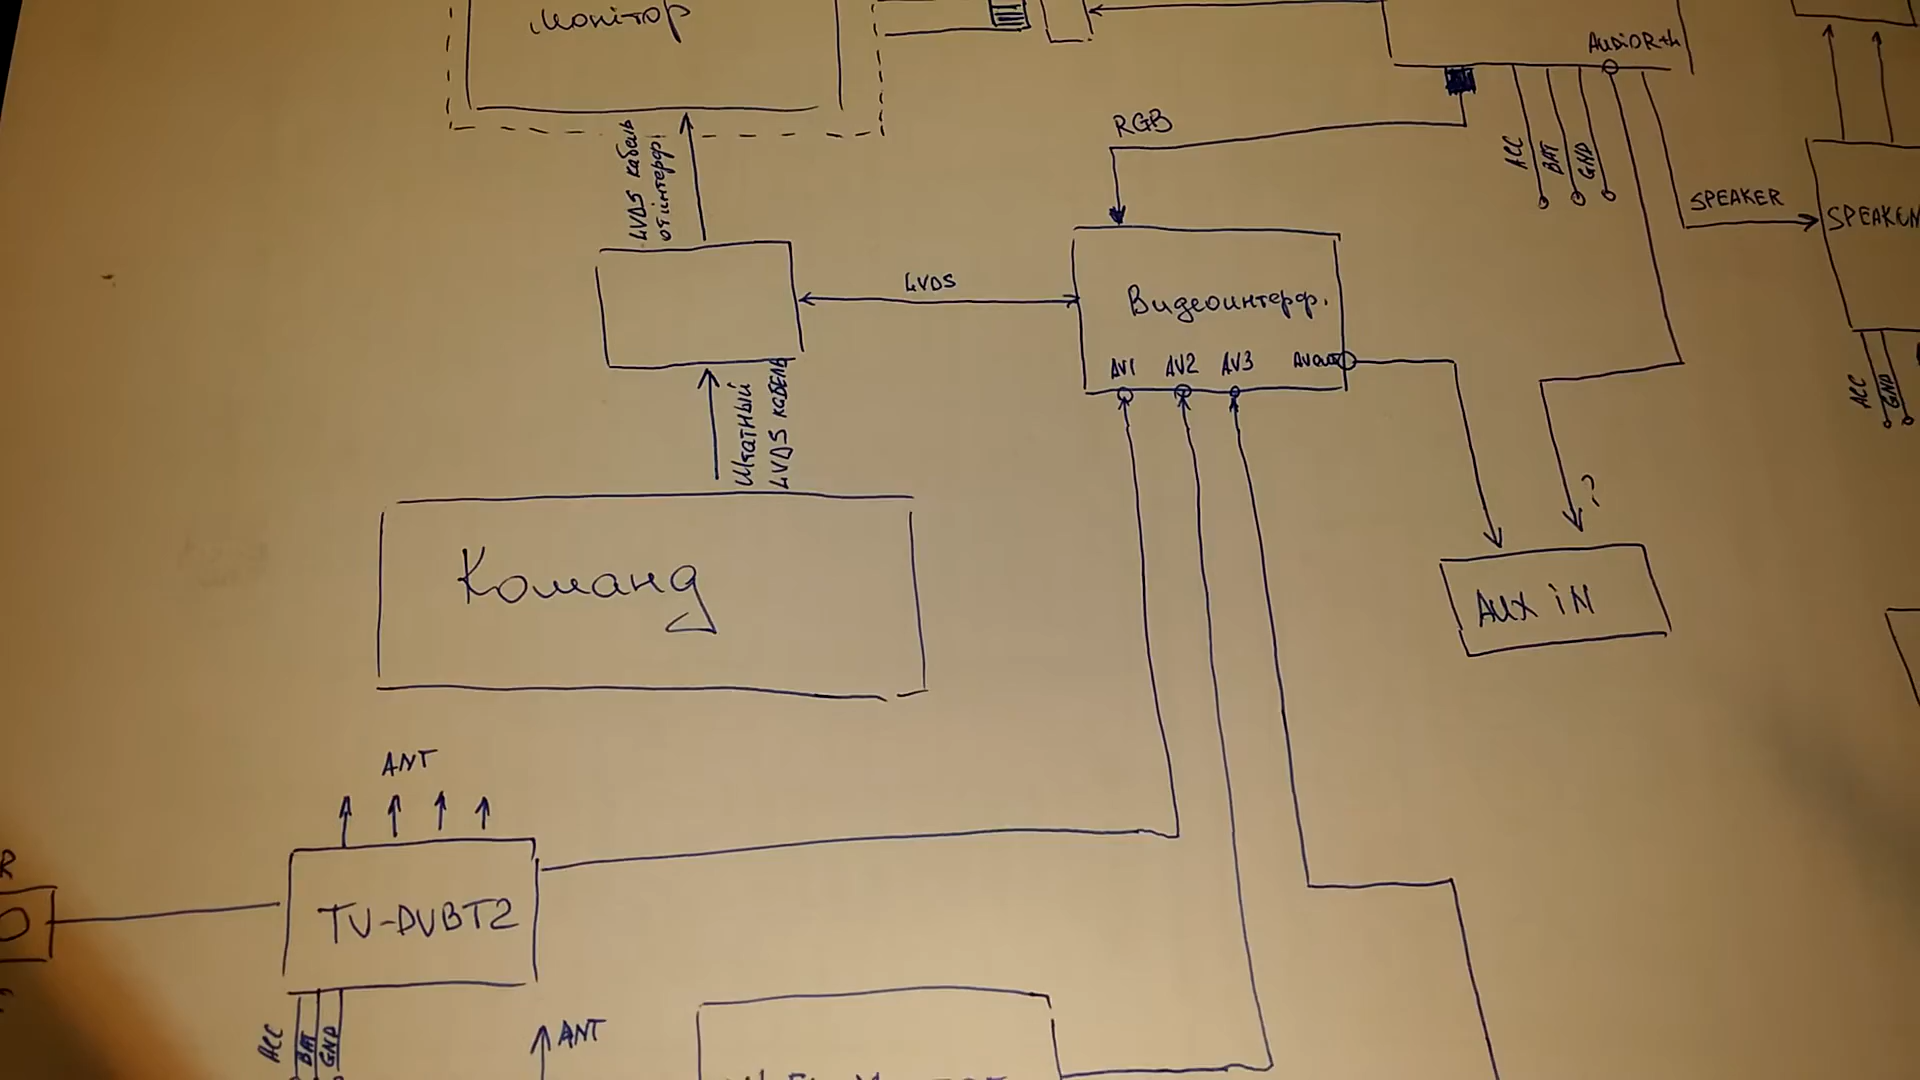 Монітор
AUDiO R+L
RGB
LVDS кабель
от интерф.
ACC
BAT
GND
SPEAKER
LVDS
Видеоинтерф.
AV1
AV2
AV3
AVout
ACC
GND
Штатный
LVDS кабель
?
Команд
AUX iN
ANT
R
TV-DVBT2
ACC
BAT
GND
ANT